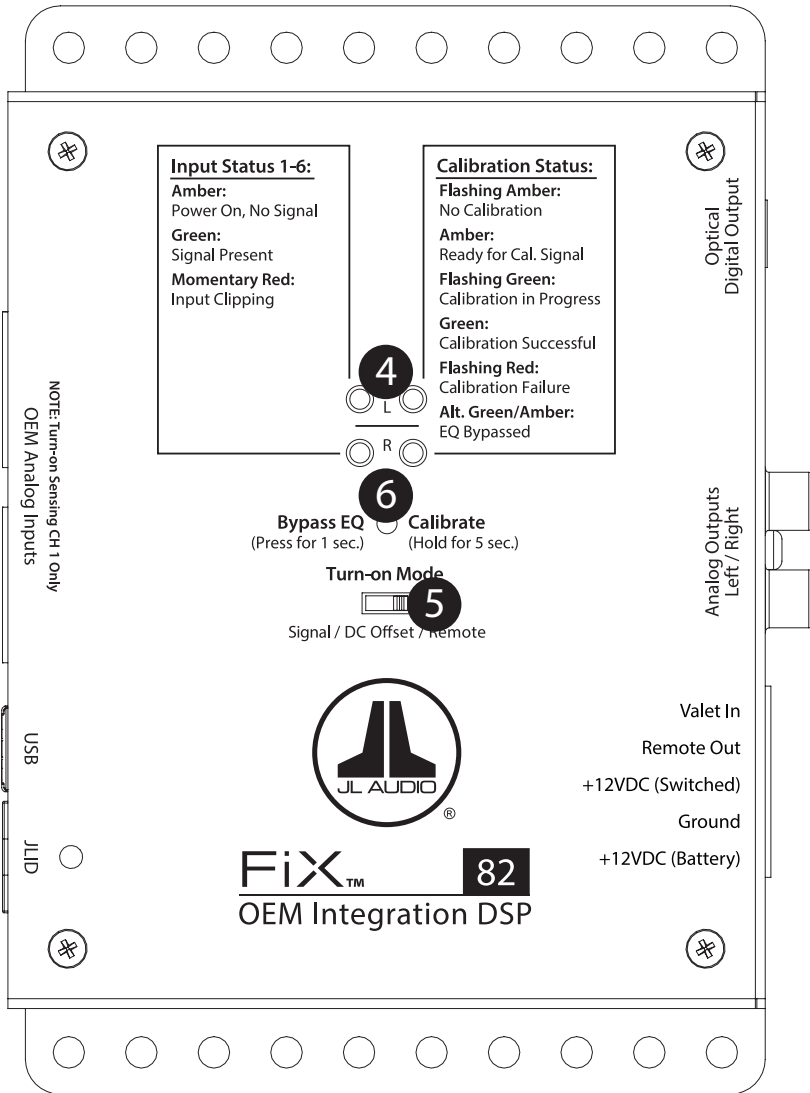 Input Status 1-6:
Amber:
Power On, No Signal
Green:
Signal Present
Momentary Red:
Input Clipping
Calibration Status:
Flashing Amber:
No Calibration
Amber:
Ready for Cal. Signal
Flashing Green:
Calibration in Progress
Green:
Calibration Successful
Flashing Red:
Calibration Failure
Alt. Green/Amber:
EQ Bypassed
4
L
R
6
Bypass EQ
(Press for 1 sec.)
Calibrate
(Hold for 5 sec.)
Turn-on Mode
5
Signal / DC Offset / Remote
NOTE: Turn-on Sensing CH 1 Only
OEM Analog Inputs
USB
JLID
Optical
Digital Output
Analog Outputs
Left / Right
Valet In
Remote Out
+12VDC (Switched)
Ground
+12VDC (Battery)
JL AUDIO
®
FiX™ 82
OEM Integration DSP